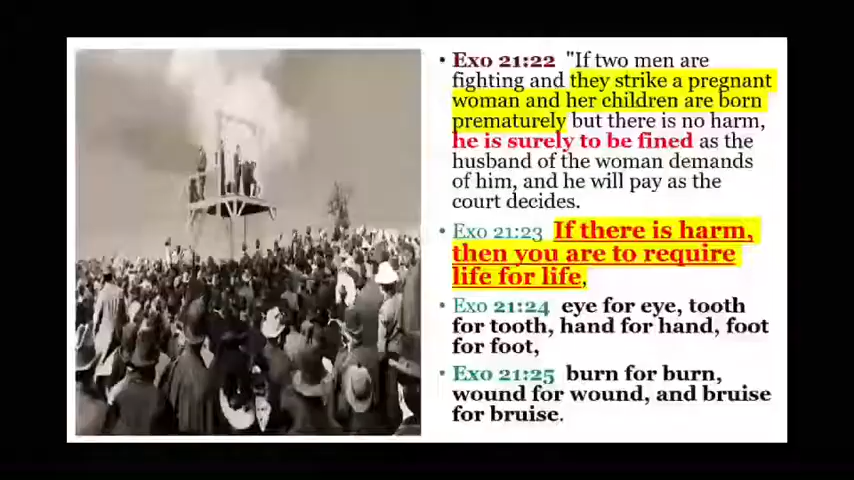 • Exo 21:22 "If two men are
fighting and they strike a pregnant
woman and her children are born
prematurely but there is no harm,
he is surely to be fined as the
husband of the woman demands
of him, and he will pay as the
court decides.
• Exo 21:23 If there is harm,
then you are to require
life for life,
• Exo 21:24 eye for eye, tooth
for tooth, hand for hand, foot
for foot,
• Exo 21:25 burn for burn,
wound for wound, and bruise
for bruise.